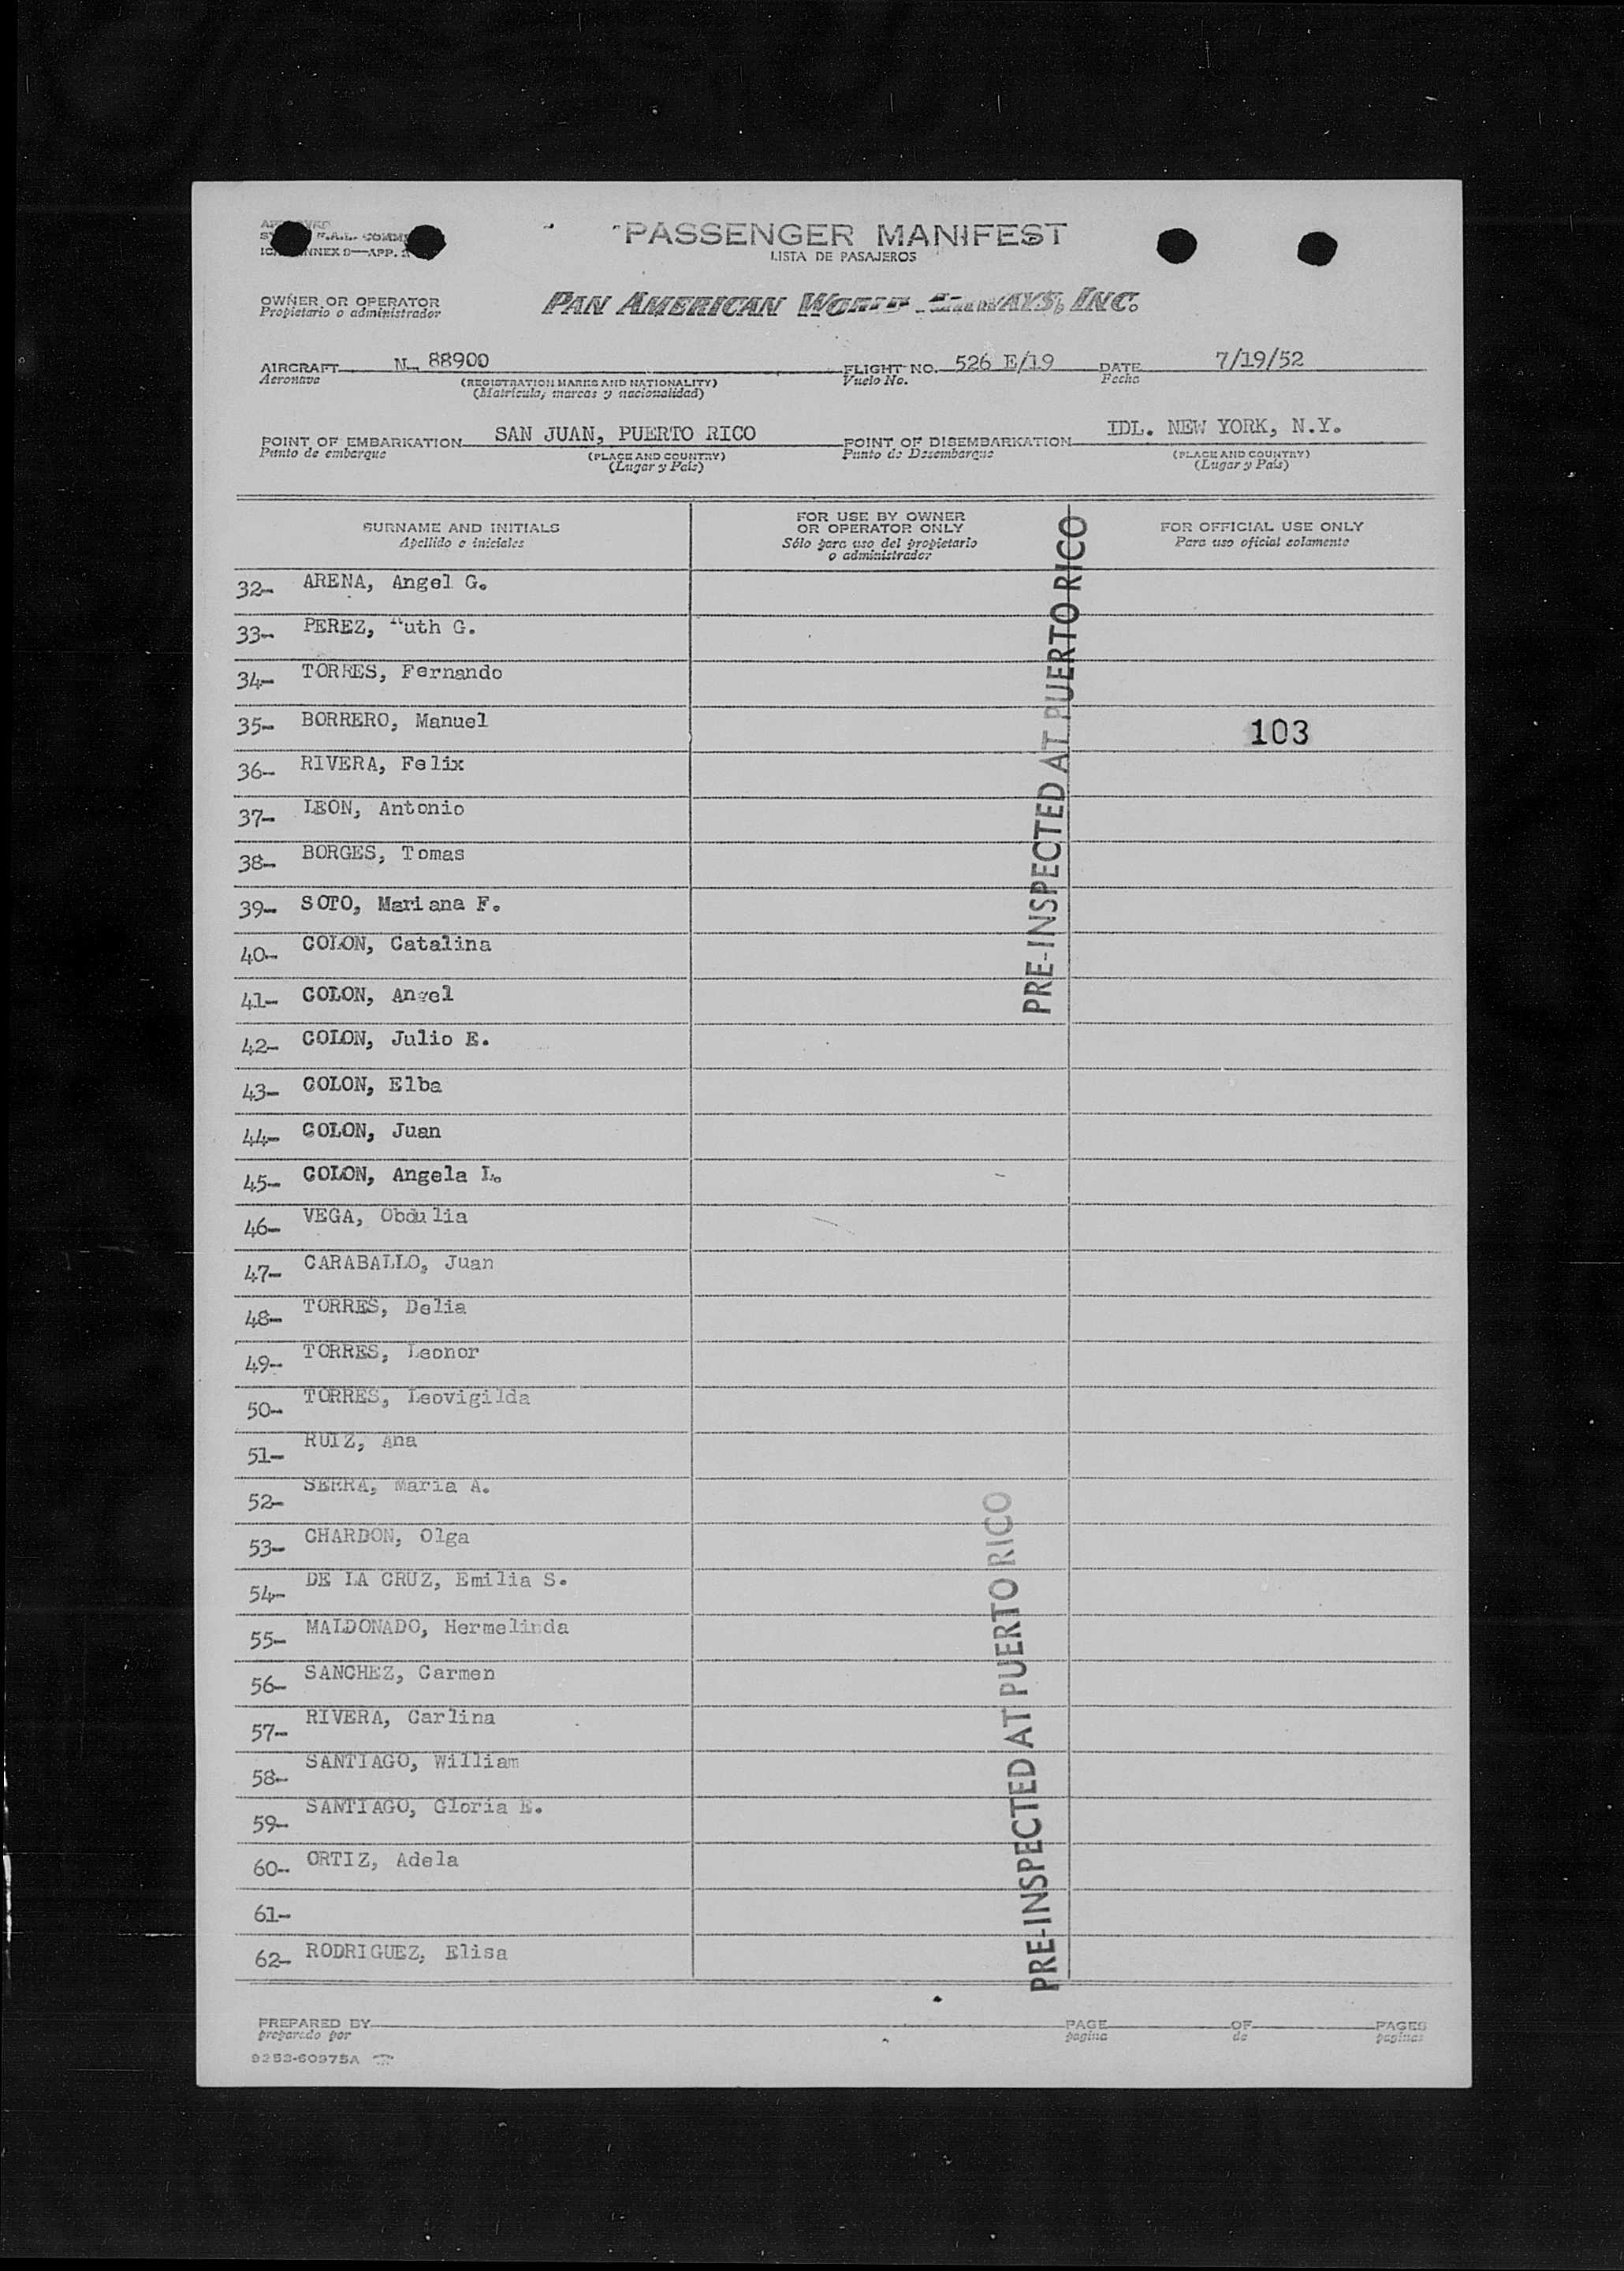 PASSENGER MANIFEST
LISTA DE PASAJEROS
ANNEX 9—APP.
OWNER OR OPERATOR
Propietario o administrador
PAN AMERICAN WORLD AIRWAYS, INC.
AIRCRAFT N- 88900 FLIGHT NO. 526 E/19 DATE 7/19/52
Aeronave (REGISTRATION MARKS AND NATIONALITY) Vuelo No. Fecha
(Matrícula, marcas y nacionalidad)
POINT OF EMBARKATION SAN JUAN, PUERTO RICO POINT OF DISEMBARKATION IDL. NEW YORK, N.Y.
Punto de embarque (PLACE AND COUNTRY) Punto de Desembarque (PLACE AND COUNTRY)
(Lugar y País) (Lugar y País)
SURNAME AND INITIALS
Apellido e iniciales
FOR USE BY OWNER
OR OPERATOR ONLY
Sólo para uso del propietario
o administrador
FOR OFFICIAL USE ONLY
Para uso oficial solamente
32- ARENA, Angel G.
33- PEREZ, Ruth G.
34- TORRES, Fernando
35- BORRERO, Manuel 103
36- RIVERA, Felix
37- LEON, Antonio
38- BORGES, Tomas
39- SOTO, Mariana F.
40- COLON, Catalina
41- COLON, Angel
42- COLON, Julio E.
43- COLON, Elba
44- COLON, Juan
45- COLON, Angela L.
46- VEGA, Obdulia
47- CARABALLO, Juan
48- TORRES, Delia
49- TORRES, Leonor
50- TORRES, Leovigilda
51- RUIZ, Ana
52- SERRA, Maria A.
53- CHARDON, Olga
54- DE LA CRUZ, Emilia S.
55- MALDONADO, Hermelinda
56- SANCHEZ, Carmen
57- RIVERA, Carlina
58- SANTIAGO, William
59- SANTIAGO, Gloria E.
60- ORTIZ, Adela
61-
62- RODRIGUEZ, Elisa
PRE-INSPECTED AT PUERTO RICO
PRE-INSPECTED AT PUERTO RICO
PREPARED BY PAGE OF PAGES
preparado por pagina de paginas
9253-60975A